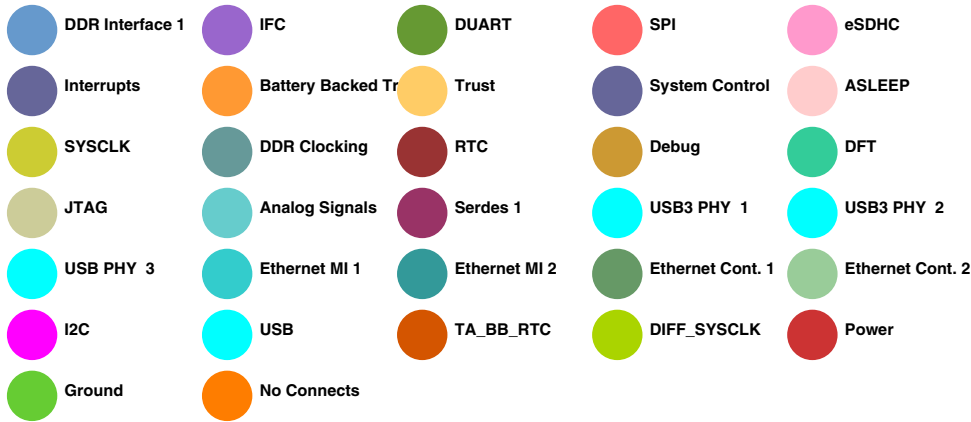 DDR Interface 1 IFC DUART SPI eSDHC
Interrupts Battery Backed Tr Trust System Control ASLEEP
SYSCLK DDR Clocking RTC Debug DFT
JTAG Analog Signals Serdes 1 USB3 PHY 1 USB3 PHY 2
USB PHY 3 Ethernet MI 1 Ethernet MI 2 Ethernet Cont. 1 Ethernet Cont. 2
I2C USB TA_BB_RTC DIFF_SYSCLK Power
Ground No Connects